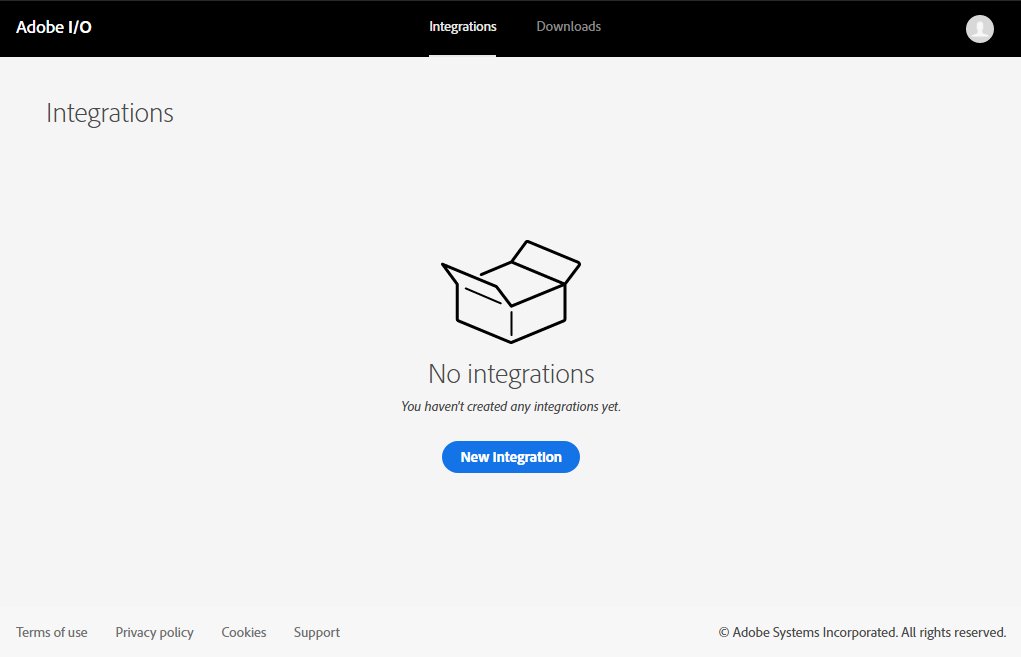 Adobe I/O
Integrations
Downloads
Integrations
No integrations
You haven't created any integrations yet.
New Integration
Terms of use
Privacy policy
Cookies
Support
© Adobe Systems Incorporated. All rights reserved.